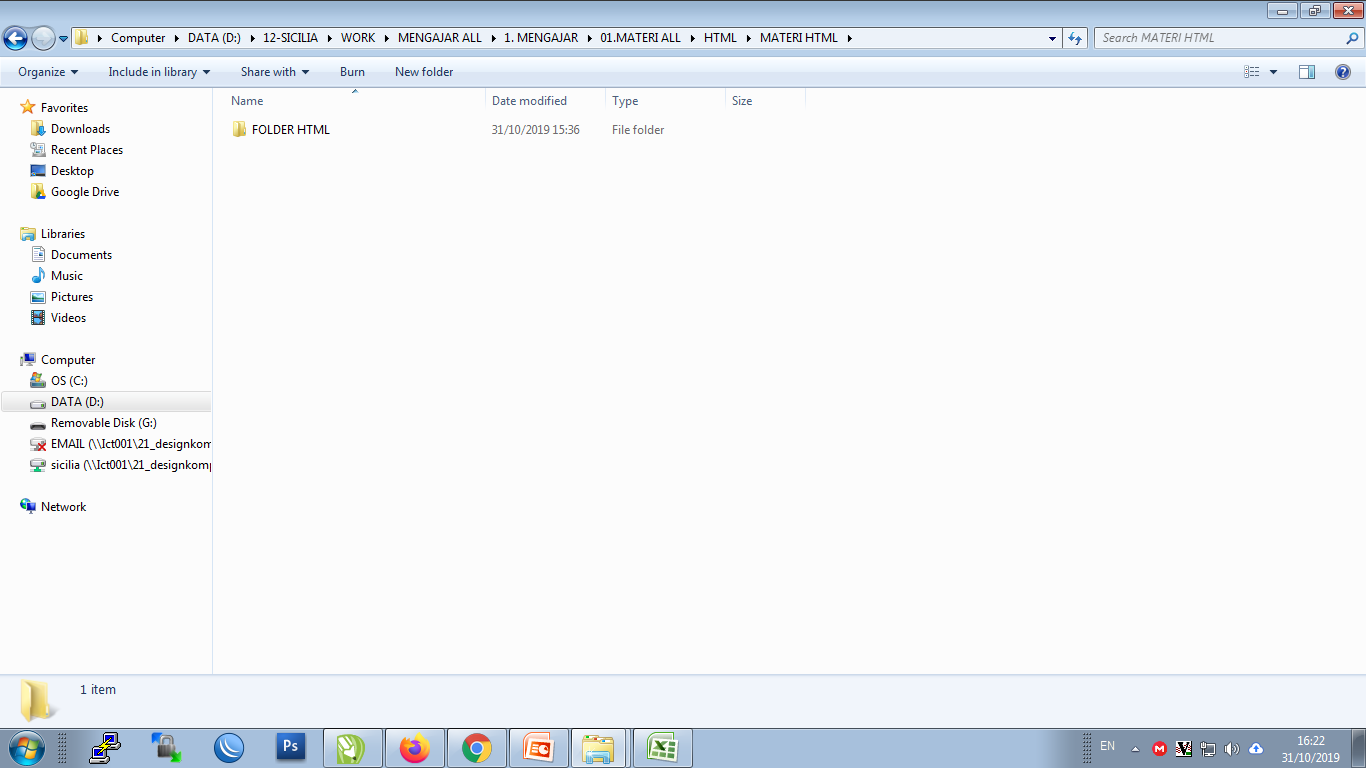 Computer DATA (D:) 12-SICILIA WORK MENGAJAR ALL 1. MENGAJAR 01.MATERI ALL HTML MATERI HTML Search MATERI HTML
Organize Include in library Share with Burn New folder
Favorites
Downloads
Recent Places
Desktop
Google Drive
Libraries
Documents
Music
Pictures
Videos
Computer
OS (C:)
DATA (D:)
Removable Disk (G:)
EMAIL (\\Ict001\21_designkom
sicilia (\\Ict001\21_designkomp
Network
Name Date modified Type Size
FOLDER HTML 31/10/2019 15:36 File folder
1 item
Ps
EN
16:22
31/10/2019